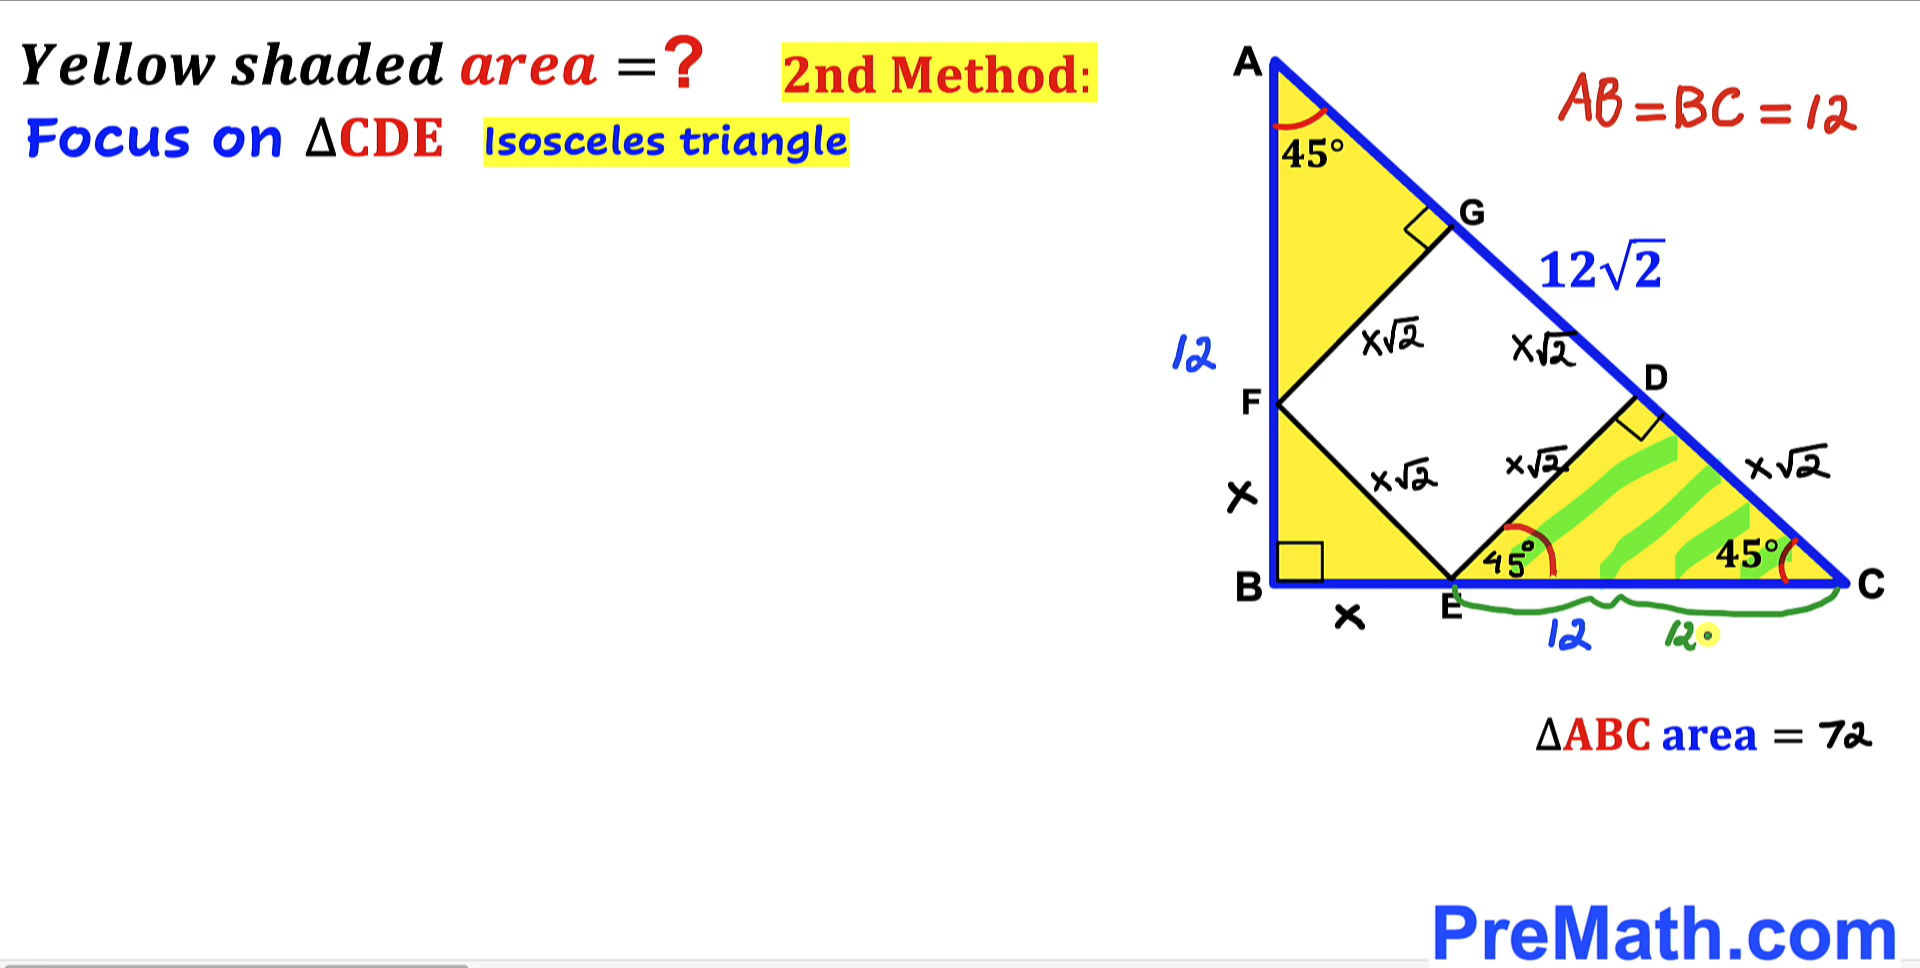 Yellow shaded area =?
2nd Method:
Focus on ΔCDE
Isosceles triangle
A
AB = BC = 12
45°
G
12√2
x√2
x√2
12
D
F
x√2
x√2
x√2
x
45°
45°
B
C
E
x
12
12
ΔABC area = 72
PreMath.com